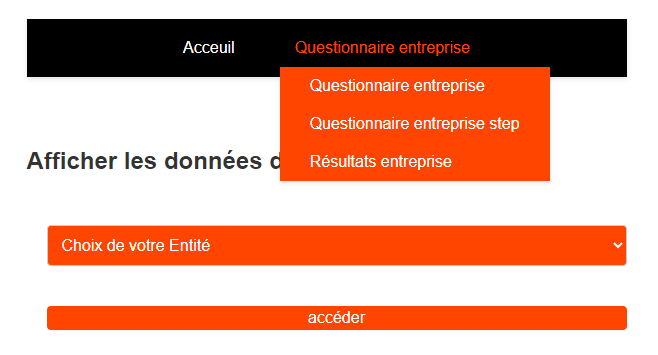 Acceuil Questionnaire entreprise
Questionnaire entreprise
Questionnaire entreprise step
Afficher les données
Résultats entreprise
Choix de votre Entité
accéder